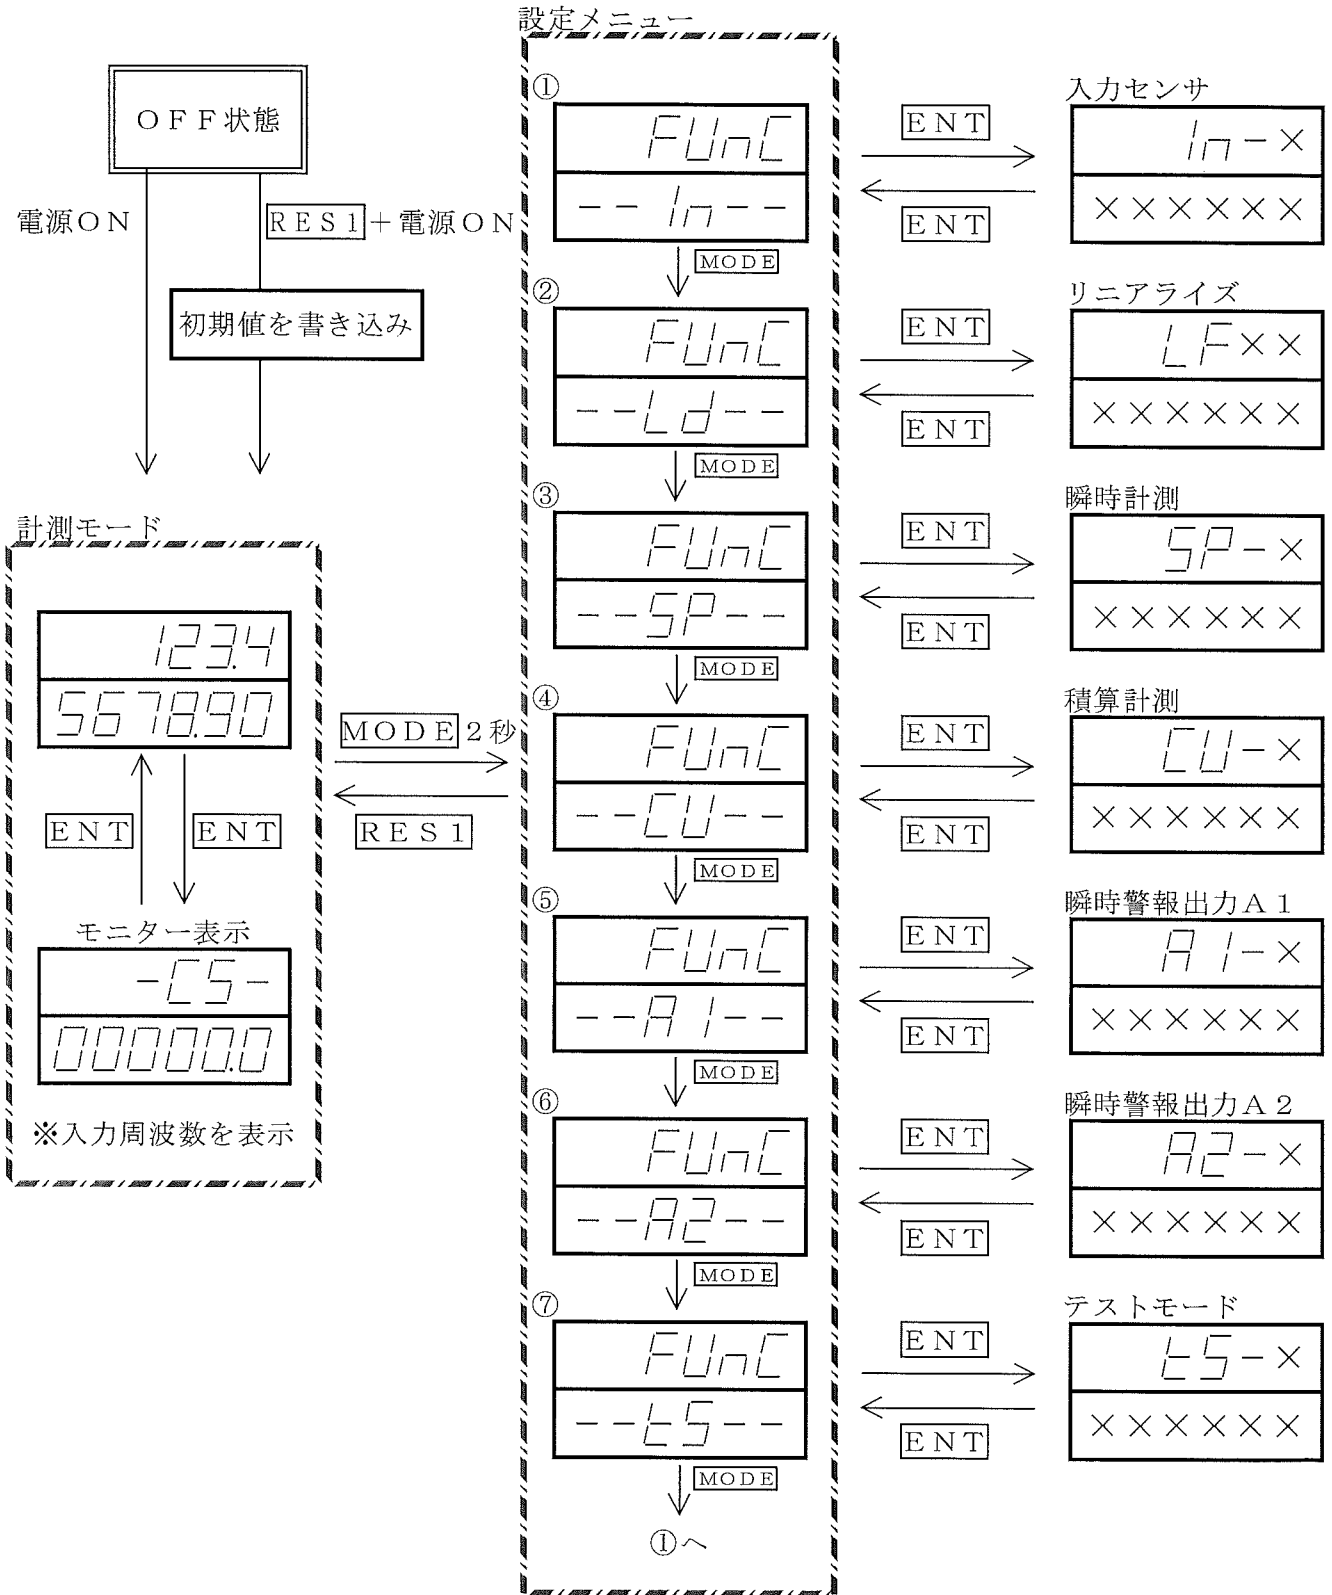 設定メニュー
OFF状態
電源ON
RES1+電源ON
初期値を書き込み
計測モード
123.4
5678.90
ENT
ENT
モニター表示
-CS-
00000.0
※入力周波数を表示
MODE2秒
RES1
①
FUnC
--In--
MODE
ENT
ENT
入力センサ
In-×
××××××
②
FUnC
--Ld--
MODE
ENT
ENT
リニアライズ
LF××
××××××
③
FUnC
--SP--
MODE
ENT
ENT
瞬時計測
SP-×
××××××
④
FUnC
--CU--
MODE
ENT
ENT
積算計測
CU-×
××××××
⑤
FUnC
--A1--
MODE
ENT
ENT
瞬時警報出力A1
A1-×
××××××
⑥
FUnC
--A2--
MODE
ENT
ENT
瞬時警報出力A2
A2-×
××××××
⑦
FUnC
--tS--
MODE
ENT
ENT
テストモード
tS-×
××××××
①へ